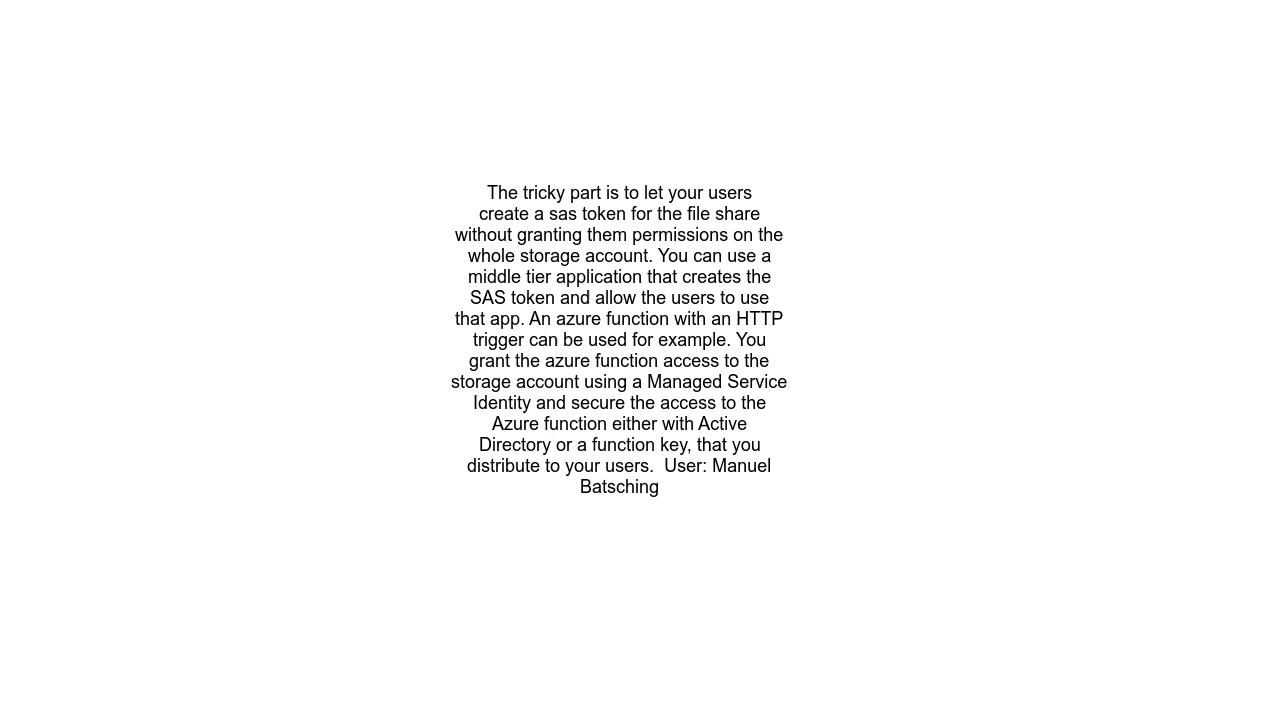 The tricky part is to let your users
create a sas token for the file share
without granting them permissions on the
whole storage account. You can use a
middle tier application that creates the
SAS token and allow the users to use
that app. An azure function with an HTTP
trigger can be used for example. You
grant the azure function access to the
storage account using a Managed Service
Identity and secure the access to the
Azure function either with Active
Directory or a function key, that you
distribute to your users.  User: Manuel
Batsching